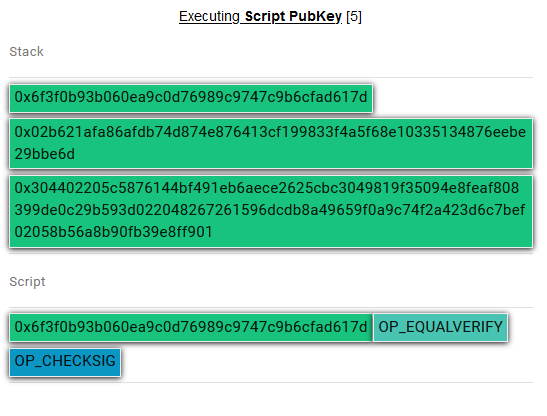 Executing Script PubKey [5]
Stack
0x6f3f0b93b060ea9c0d76989c9747c9b6cfad617d
0x02b621afa86afdb74d874e876413cf199833f4a5f68e10335134876eebe
29bbe6d
0x304402205c5876144bf491eb6aece2625cbc3049819f35094e8feaf808
399de0c29b593d022048267261596dcdb8a49659f0a9c74f2a423d6c7bef
02058b56a8b90fb39e8ff901
Script
0x6f3f0b93b060ea9c0d76989c9747c9b6cfad617d OP_EQUALVERIFY
OP_CHECKSIG